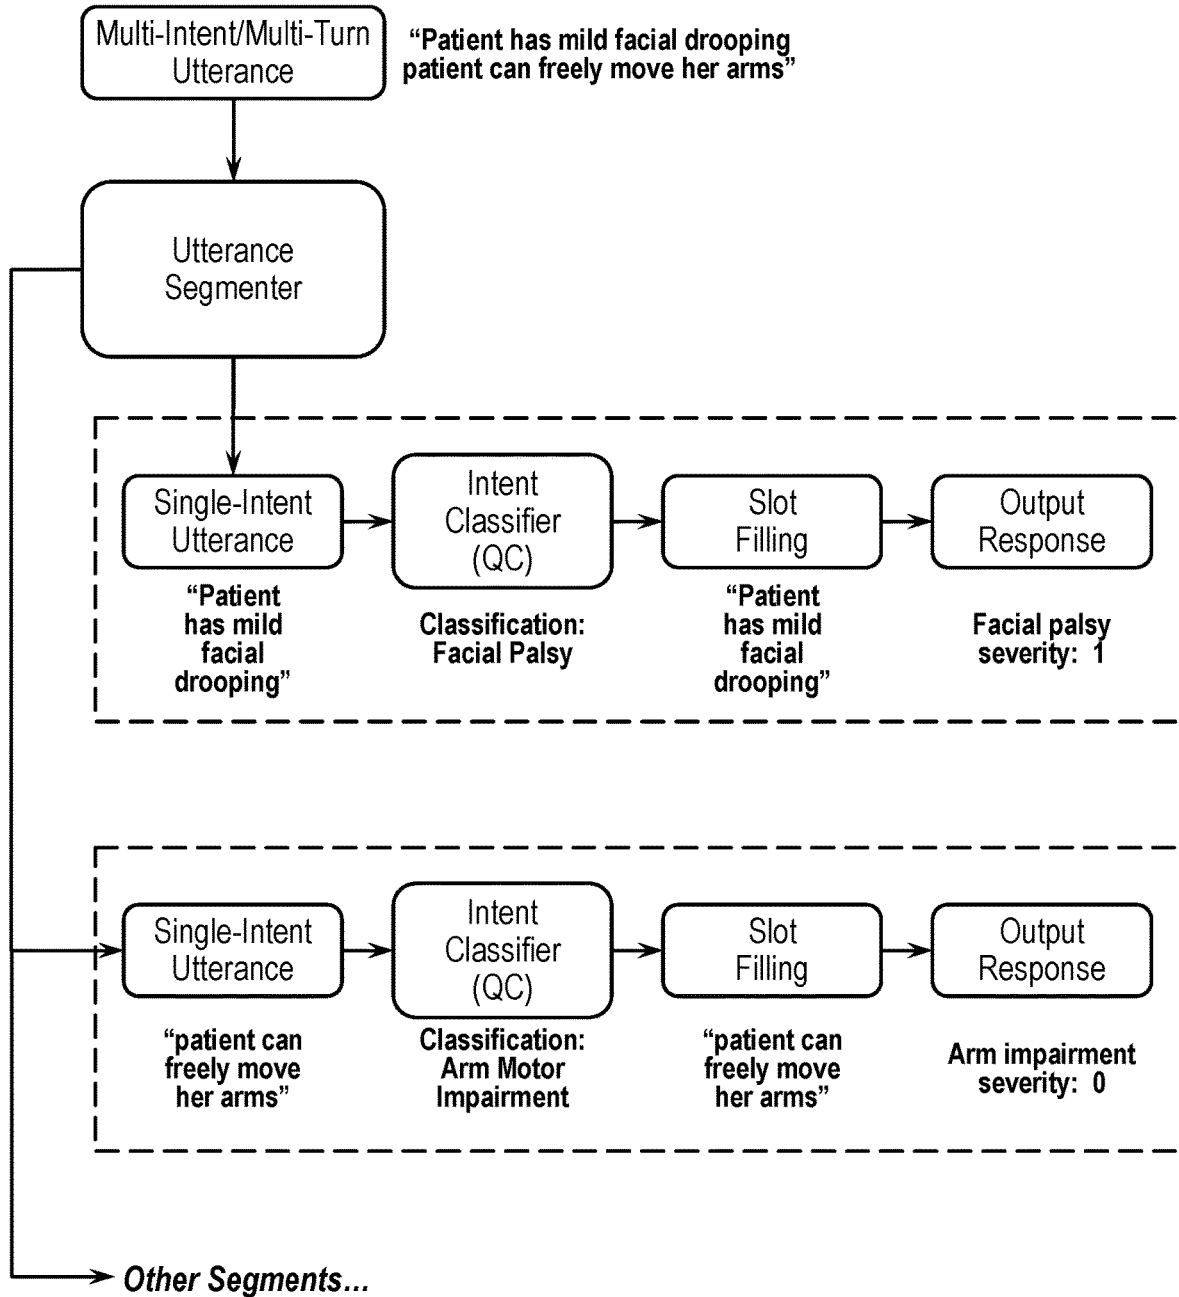 Multi-Intent/Multi-Turn
Utterance
“Patient has mild facial drooping
patient can freely move her arms”
Utterance
Segmenter
Single-Intent
Utterance
Intent
Classifier
(QC)
Slot
Filling
Output
Response
“Patient
has mild
facial
drooping”
Classification:
Facial Palsy
“Patient
has mild
facial
drooping”
Facial palsy
severity: 1
Single-Intent
Utterance
Intent
Classifier
(QC)
Slot
Filling
Output
Response
“patient can
freely move
her arms”
Classification:
Arm Motor
Impairment
“patient can
freely move
her arms”
Arm impairment
severity: 0
Other Segments...